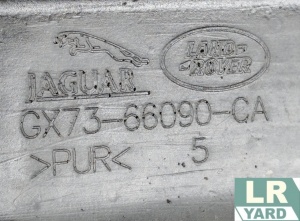 JAGUAR
LAND-
ROVER
GX73-66090-CA
>PUR< 5
LR
YARD